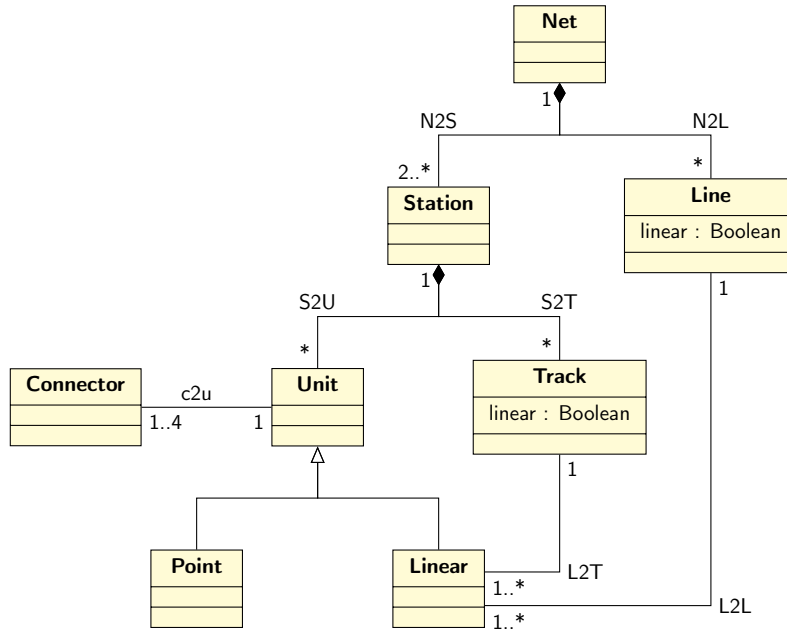 Net
1
N2S
N2L
2..*
*
Station
Line
linear : Boolean
1
1
S2U
S2T
*
*
Connector
Unit
Track
linear : Boolean
c2u
1..4
1
1
Point
Linear
L2T
1..*
L2L
1..*